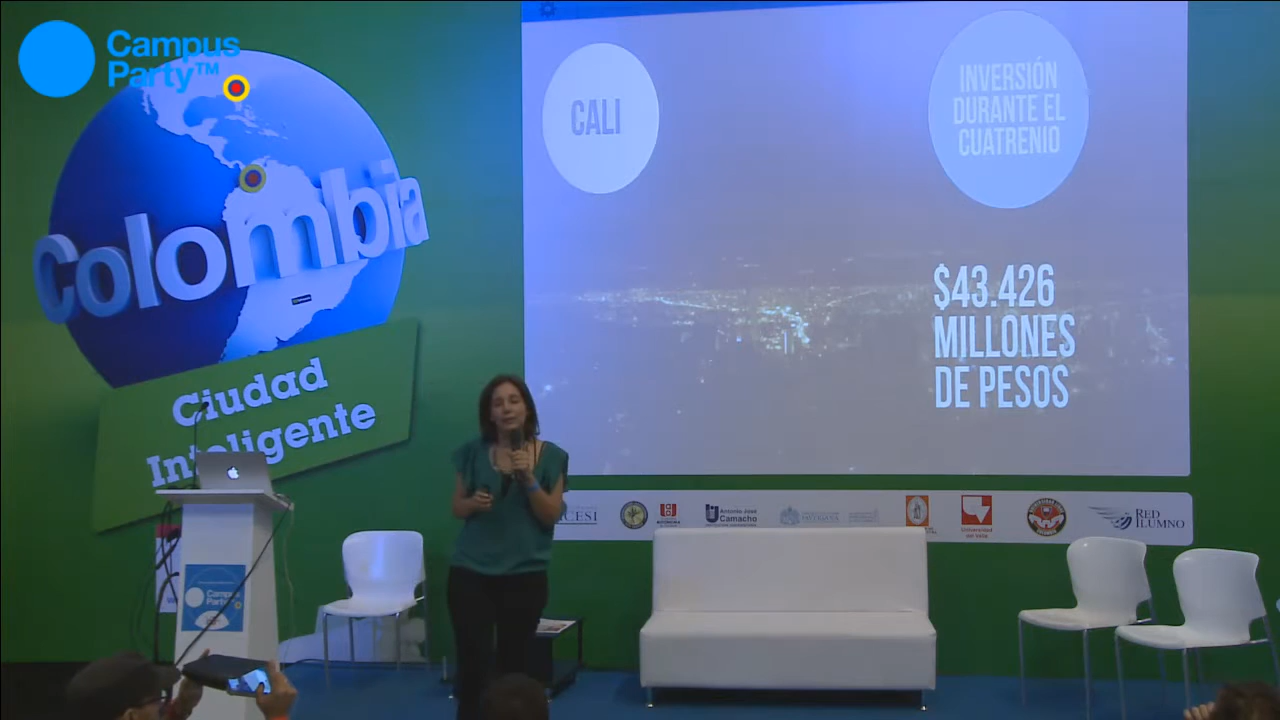 Campus
Party™
Colombia
Ciudad
Inteligente
CALI
INVERSIÓN
DURANTE EL
CUATRENIO
$43.426
MILLONES
DE PESOS
Antonio José
Camacho
Universidad
del Valle
RED
ILUMNO
Campus
Party